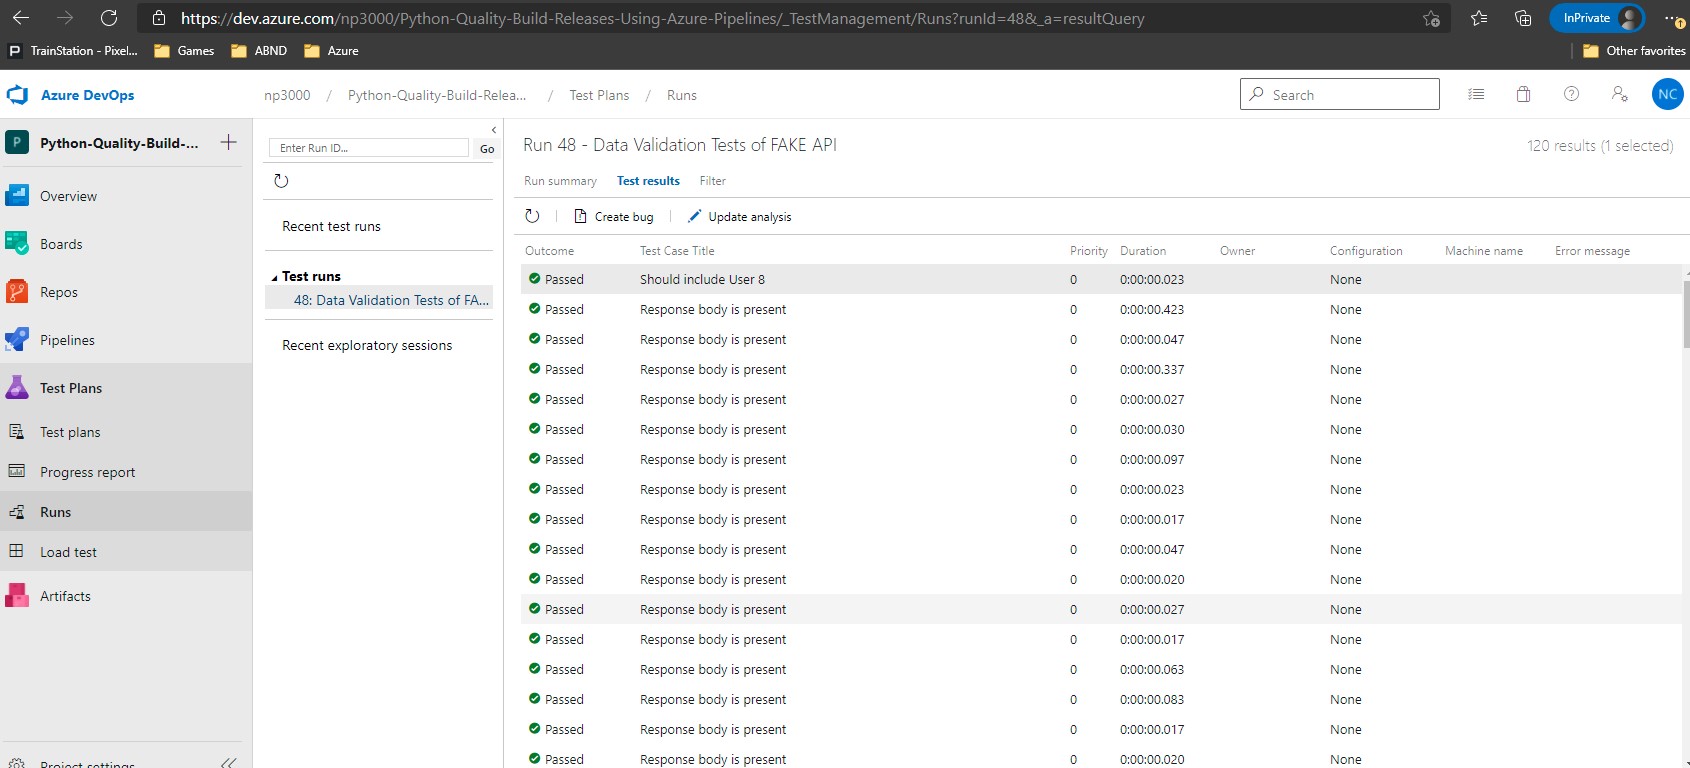 https://dev.azure.com/np3000/Python-Quality-Build-Releases-Using-Azure-Pipelines/_TestManagement/Runs?runId=48&_a=resultQuery
InPrivate
TrainStation - Pixel...
Games
ABND
Azure
Other favorites
Azure DevOps
np3000 / Python-Quality-Build-Relea... / Test Plans / Runs
Search
NC
P Python-Quality-Build-...
Overview
Boards
Repos
Pipelines
Test Plans
Test plans
Progress report
Runs
Load test
Artifacts
Project settings
Enter Run ID...
Go
Recent test runs
Test runs
48: Data Validation Tests of FA...
Recent exploratory sessions
Run 48 - Data Validation Tests of FAKE API
120 results (1 selected)
Run summary Test results Filter
Create bug Update analysis
Outcome Test Case Title Priority Duration Owner Configuration Machine name Error message
Passed Should include User 8 0 0:00:00.023 None
Passed Response body is present 0 0:00:00.423 None
Passed Response body is present 0 0:00:00.047 None
Passed Response body is present 0 0:00:00.337 None
Passed Response body is present 0 0:00:00.027 None
Passed Response body is present 0 0:00:00.030 None
Passed Response body is present 0 0:00:00.097 None
Passed Response body is present 0 0:00:00.023 None
Passed Response body is present 0 0:00:00.017 None
Passed Response body is present 0 0:00:00.047 None
Passed Response body is present 0 0:00:00.020 None
Passed Response body is present 0 0:00:00.027 None
Passed Response body is present 0 0:00:00.017 None
Passed Response body is present 0 0:00:00.063 None
Passed Response body is present 0 0:00:00.083 None
Passed Response body is present 0 0:00:00.017 None
Passed Response body is present 0 0:00:00.020 None